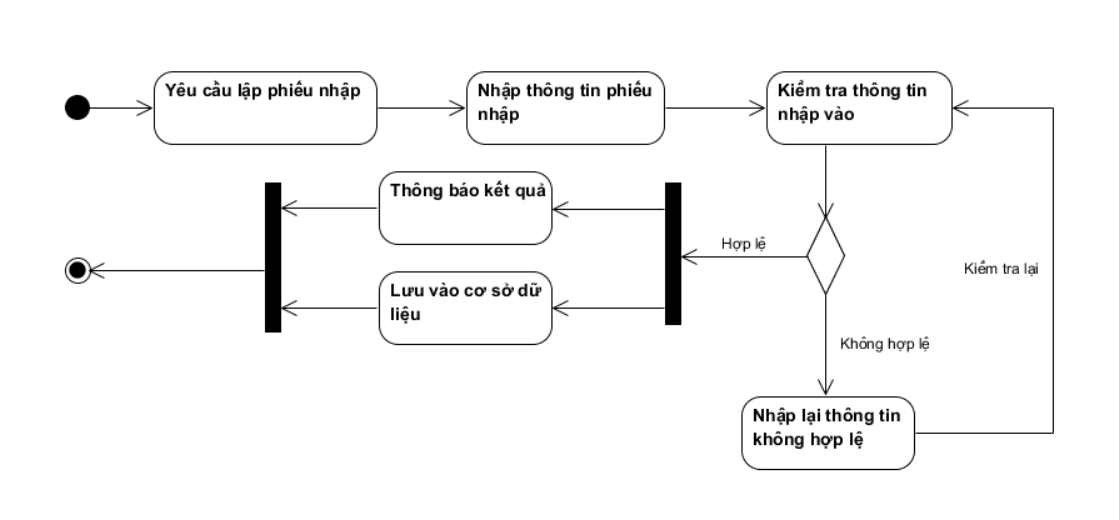 Yêu cầu lập phiếu nhập
Nhập thông tin phiếu
nhập
Kiểm tra thông tin
nhập vào
Thông báo kết quả
Hợp lệ
Lưu vào cơ sở dữ
liệu
Kiểm tra lại
Không hợp lệ
Nhập lại thông tin
không hợp lệ